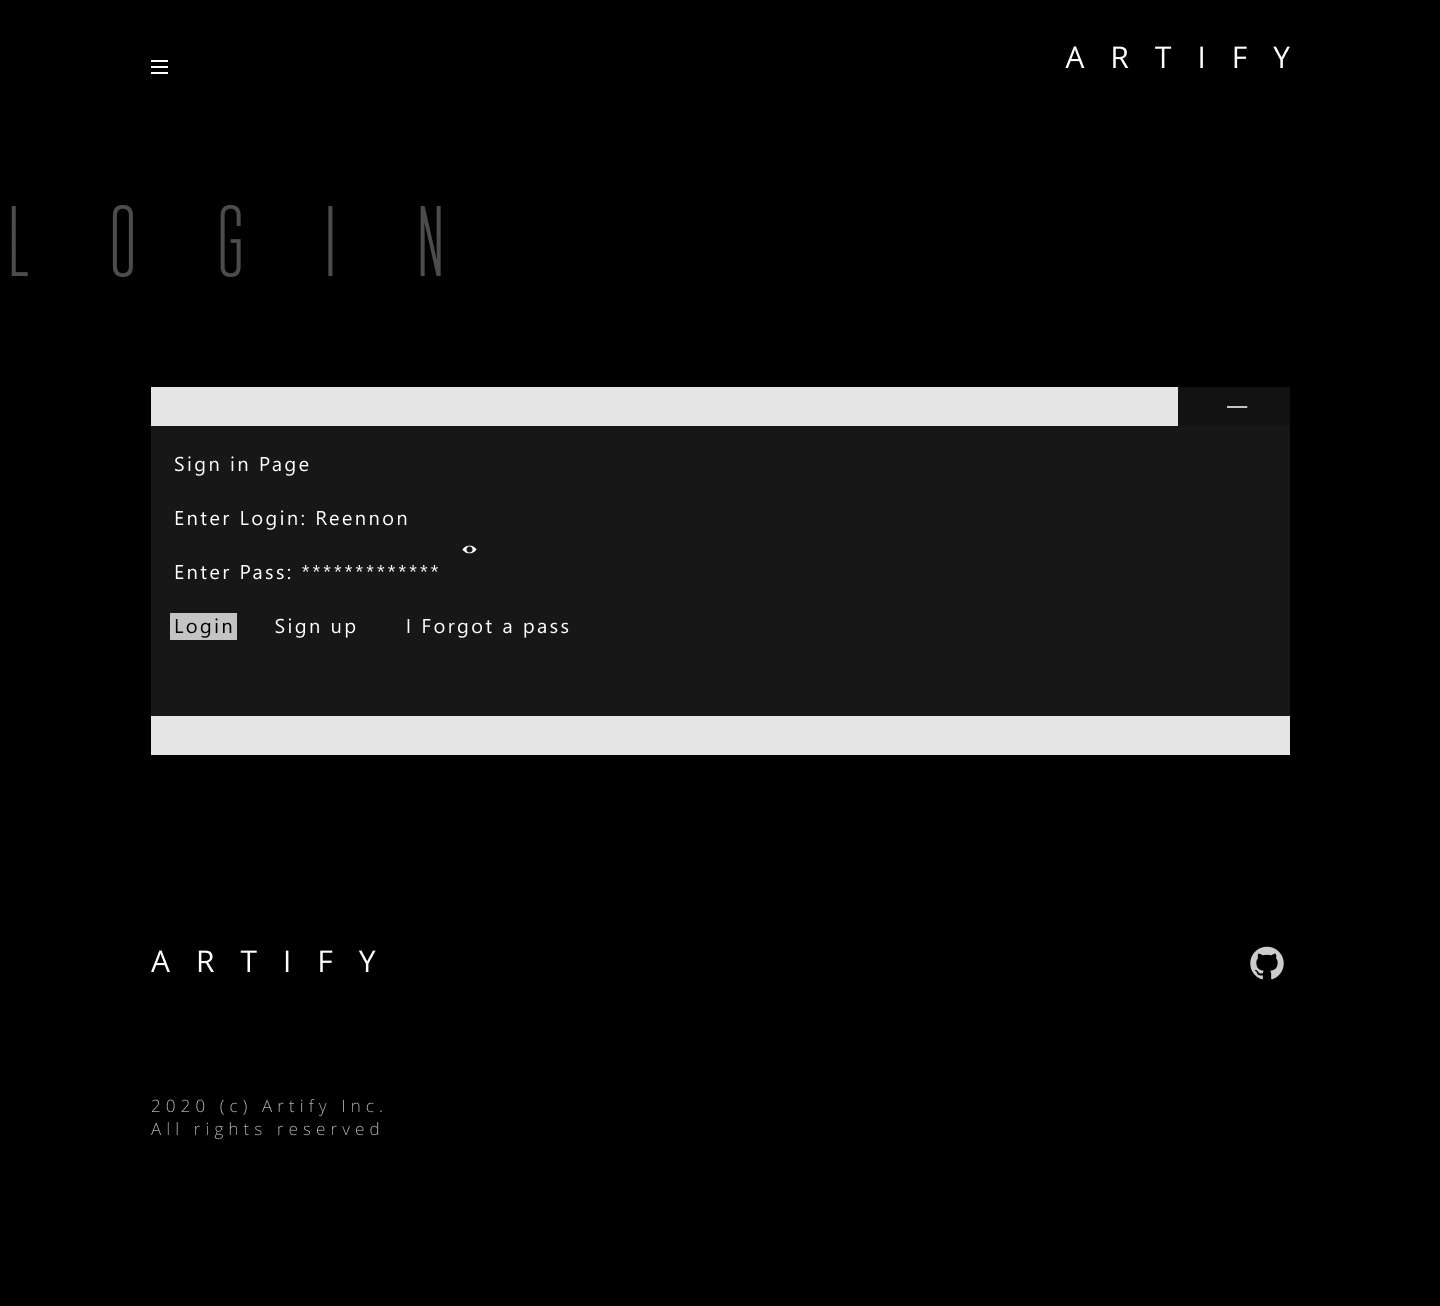 ARTIFY
LOGIN
Sign in Page
Enter Login: Reennon
Enter Pass: *************
Login Sign up I Forgot a pass
ARTIFY
2020 (c) Artify Inc.
All rights reserved